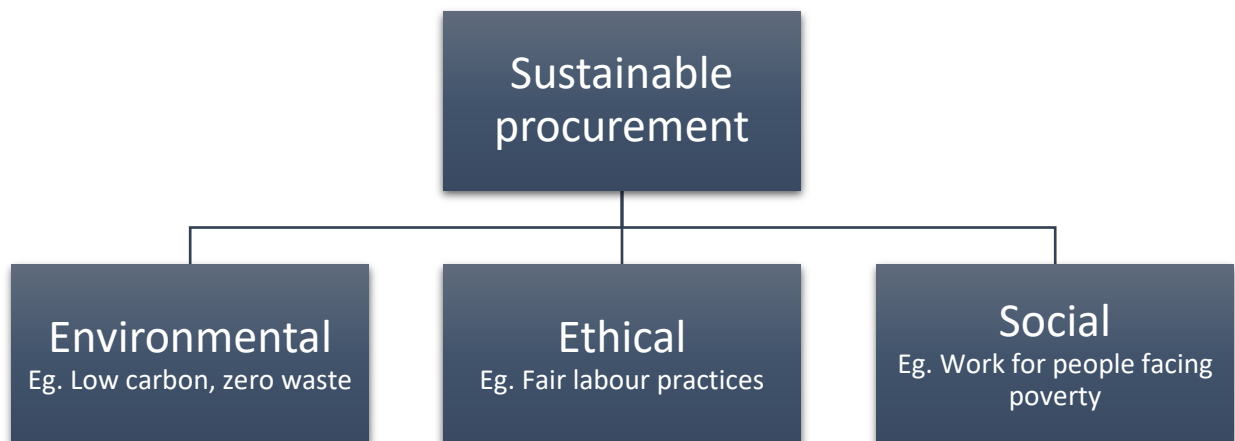 Sustainable
procurement
Environmental
Eg. Low carbon, zero waste
Ethical
Eg. Fair labour practices
Social
Eg. Work for people facing
poverty